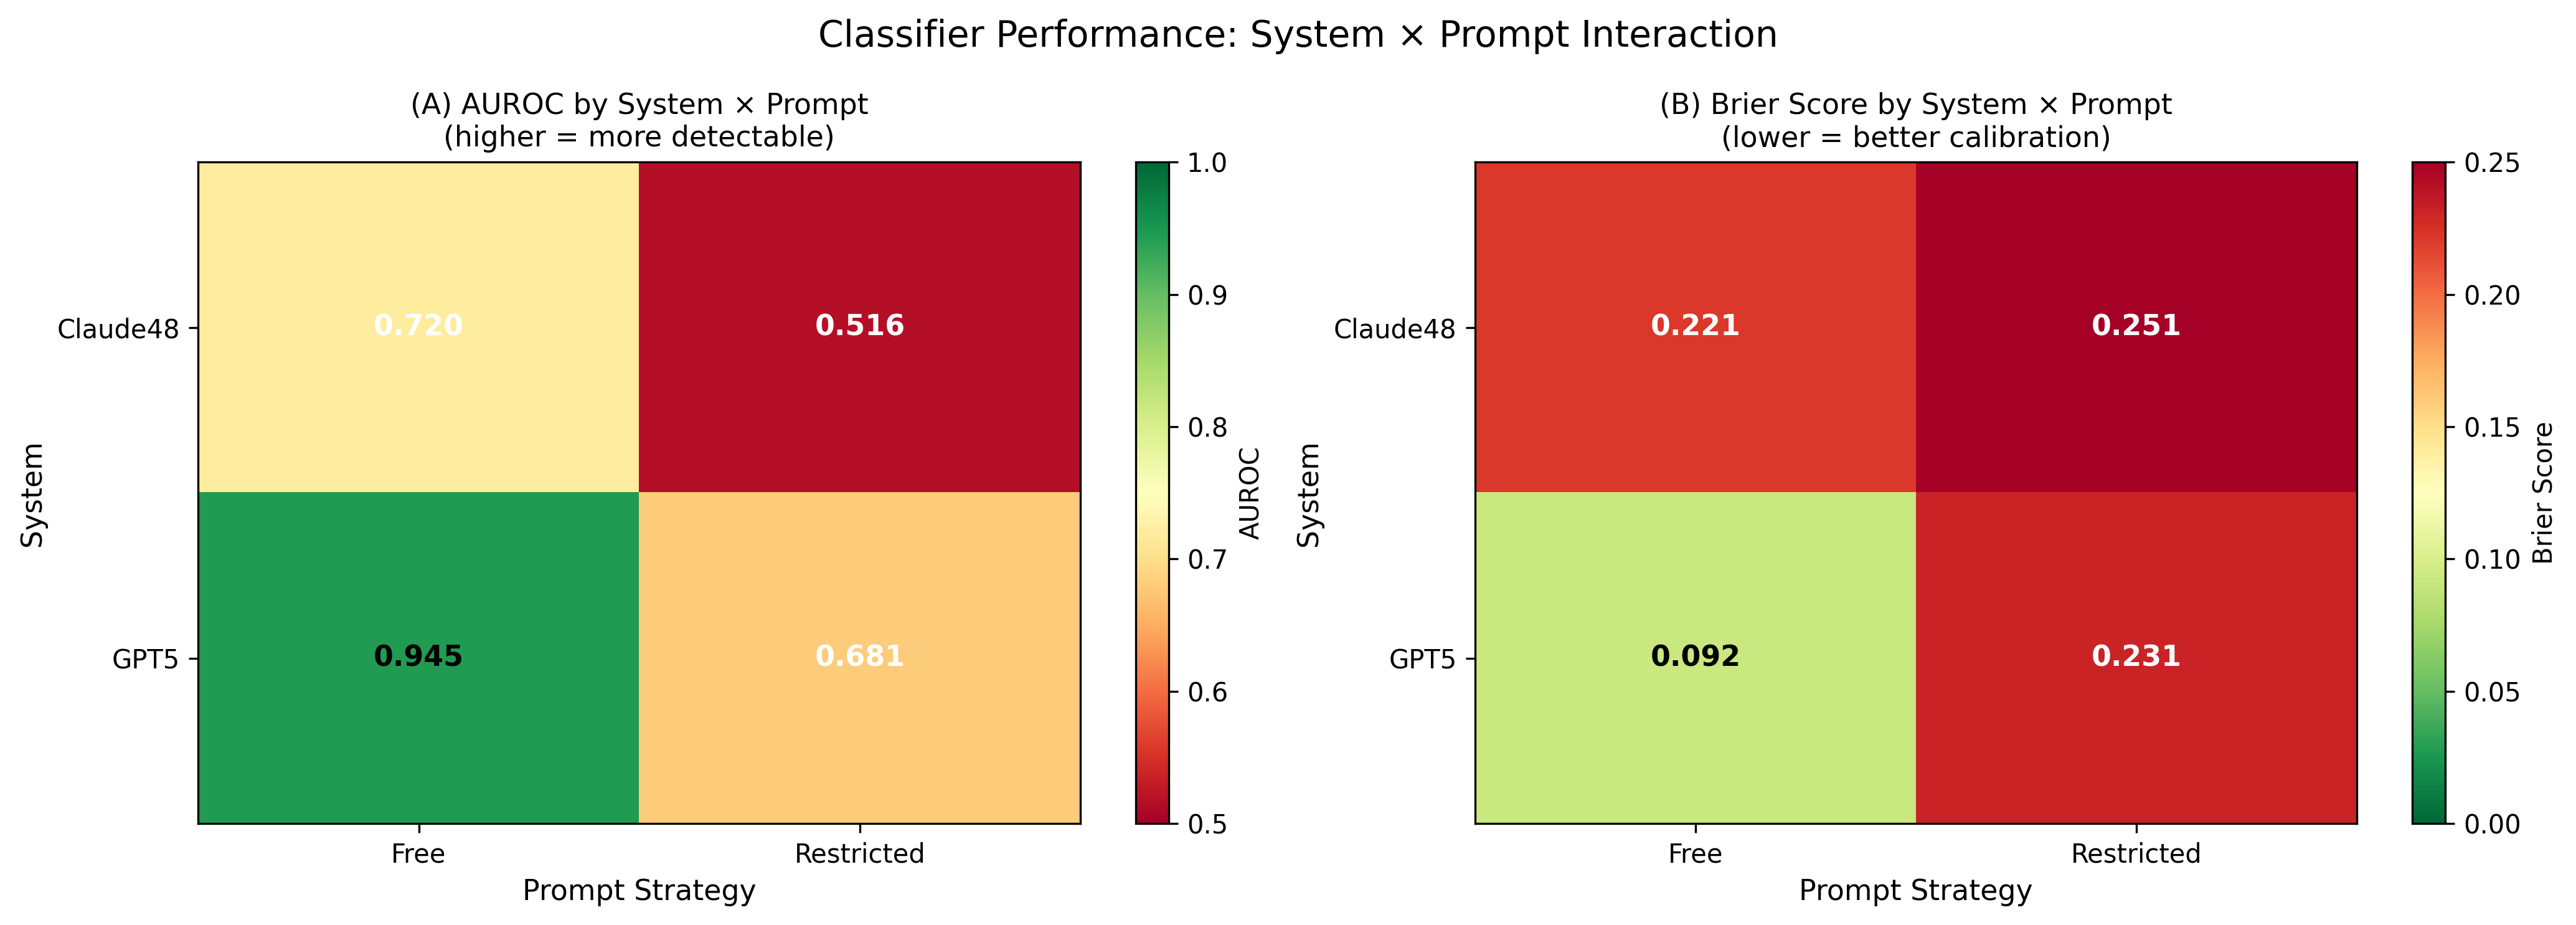 Classifier Performance: System × Prompt Interaction
(A) AUROC by System × Prompt
(higher = more detectable)
System
Claude48
GPT5
0.720
0.516
0.945
0.681
Free
Restricted
Prompt Strategy
1.0
0.9
0.8
0.7
0.6
0.5
AUROC
(B) Brier Score by System × Prompt
(lower = better calibration)
System
Claude48
GPT5
0.221
0.251
0.092
0.231
Free
Restricted
Prompt Strategy
0.25
0.20
0.15
0.10
0.05
0.00
Brier Score